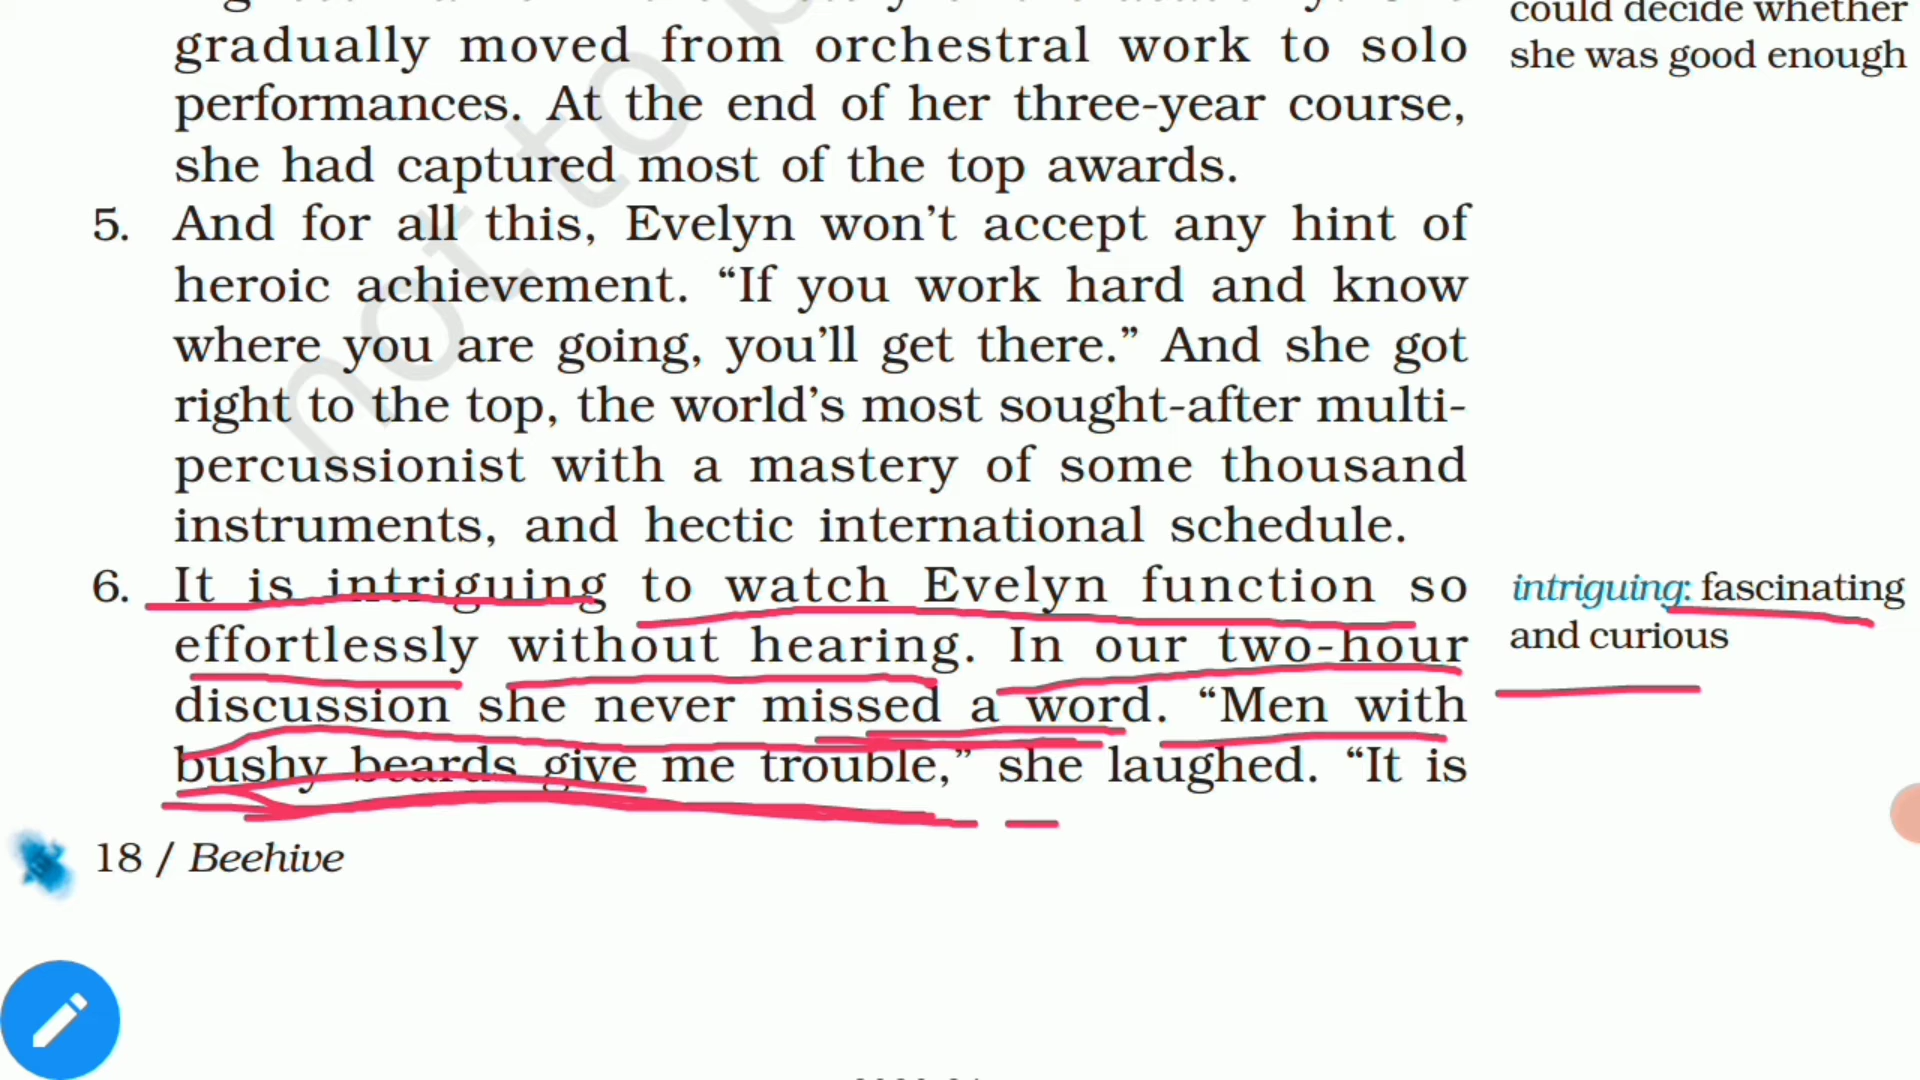 could decide whether
gradually moved from orchestral work to solo
she was good enough
performances. At the end of her three-year course,
she had captured most of the top awards.
5. And for all this, Evelyn won't accept any hint of
heroic achievement. “If you work hard and know
where you are going, you'll get there.” And she got
right to the top, the world's most sought-after multi-
percussionist with a mastery of some thousand
instruments, and hectic international schedule.
6. It is intriguing to watch Evelyn function so
intriguing: fascinating
effortlessly without hearing. In our two-hour
and curious
discussion she never missed a word. “Men with
bushy beards give me trouble,” she laughed. “It is
18 / Beehive
not to b